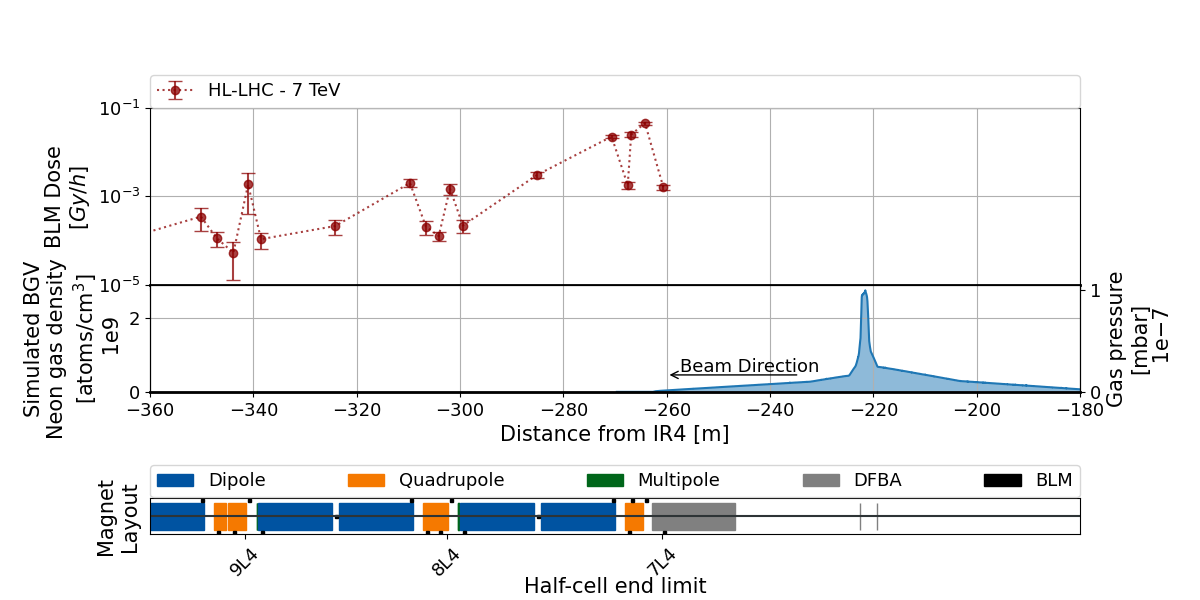 HL-LHC - 7 TeV
BLM Dose
[Gy/h]
10⁻¹
10⁻³
10⁻⁵
Simulated BGV
Neon gas density
[atoms/cm³]
1e9
2
0
Beam Direction
1
0
Gas pressure
[mbar]
1e−7
−360 −340 −320 −300 −280 −260 −240 −220 −200 −180
Distance from IR4 [m]
Dipole Quadrupole Multipole DFBA BLM
Magnet
Layout
9L4 8L4 7L4
Half-cell end limit